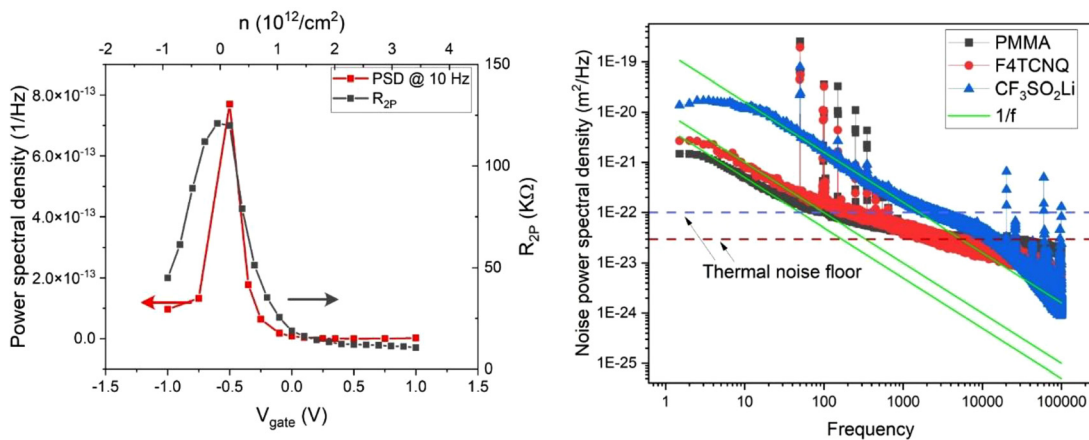 n (10¹²/cm²)
-2 -1 0 1 2 3 4
PSD @ 10 Hz
R2P
Power spectral density (1/Hz)
8.0×10⁻¹³
6.0×10⁻¹³
4.0×10⁻¹³
2.0×10⁻¹³
0.0
150
100
50
0
R2P (KΩ)
-1.5 -1.0 -0.5 0.0 0.5 1.0 1.5
Vgate (V)
Noise power spectral density (m²/Hz)
1E-19
1E-20
1E-21
1E-22
1E-23
1E-24
1E-25
PMMA
F4TCNQ
CF₃SO₂Li
1/f
Thermal noise floor
1 10 100 1000 10000 100000
Frequency